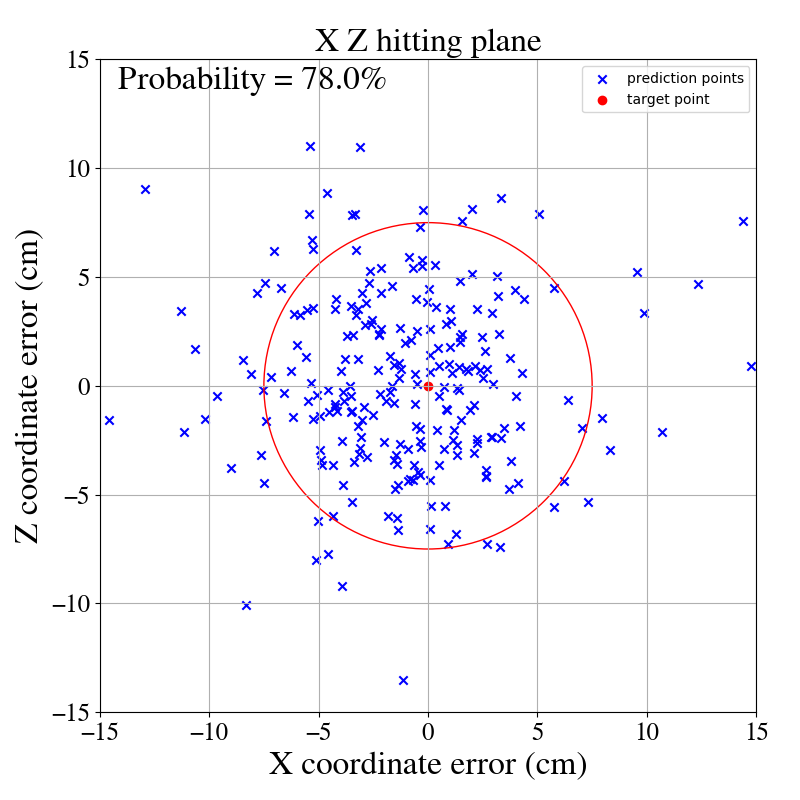 X Z hitting plane
Probability = 78.0%
prediction points
target point
Z coordinate error (cm)
15
10
5
0
−5
−10
−15
−15
−10
−5
0
5
10
15
X coordinate error (cm)